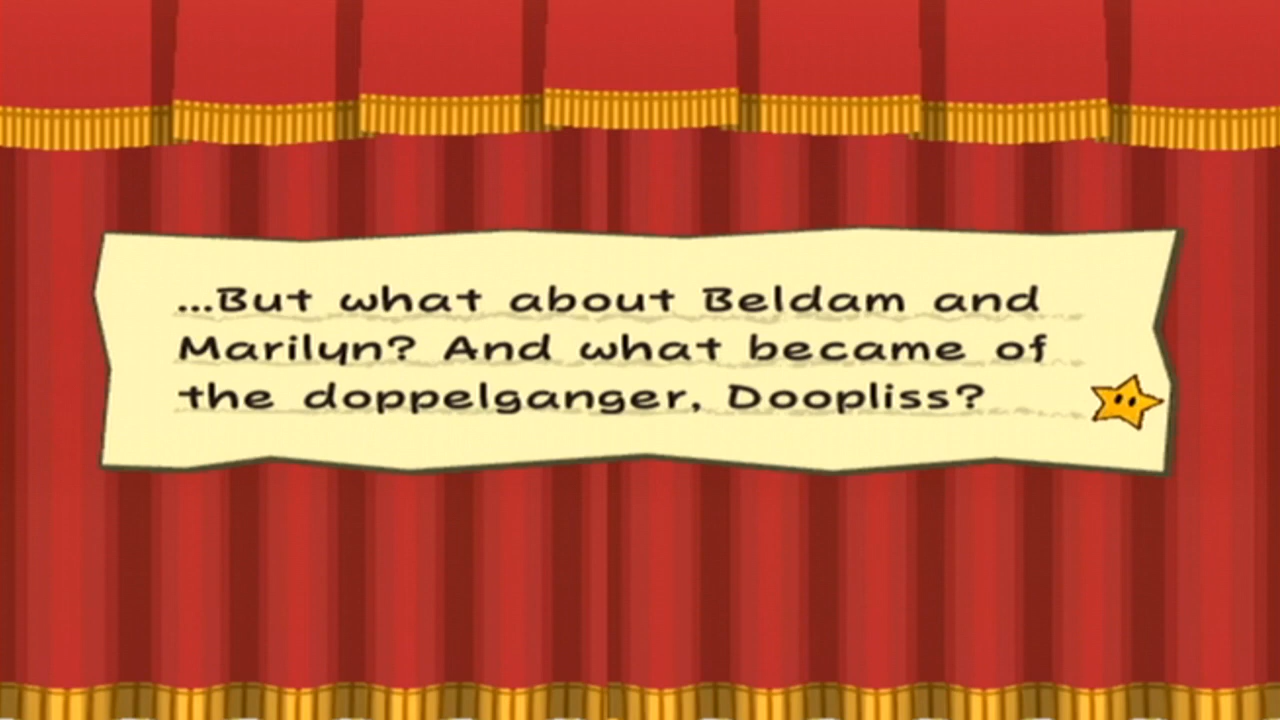 ...But what about Beldam and
Marilyn? And what became of
the doppelganger, Doopliss?